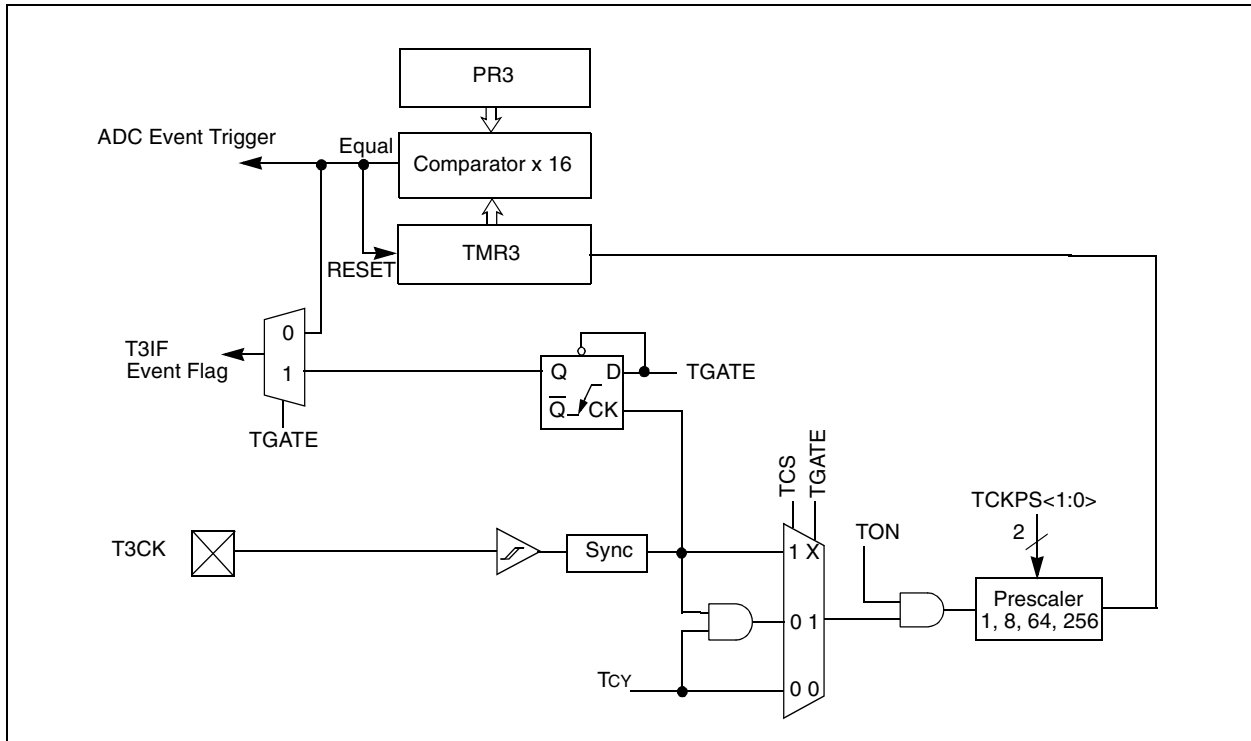 PR3
ADC Event Trigger
Equal
Comparator x 16
TMR3
RESET
0
T3IF
Event Flag
1
Q
D
TGATE
Q̅
CK
TGATE
TCS
TGATE
TCKPS<1:0>
2
T3CK
Sync
1 X
TON
Prescaler
1, 8, 64, 256
0 1
TCY
0 0